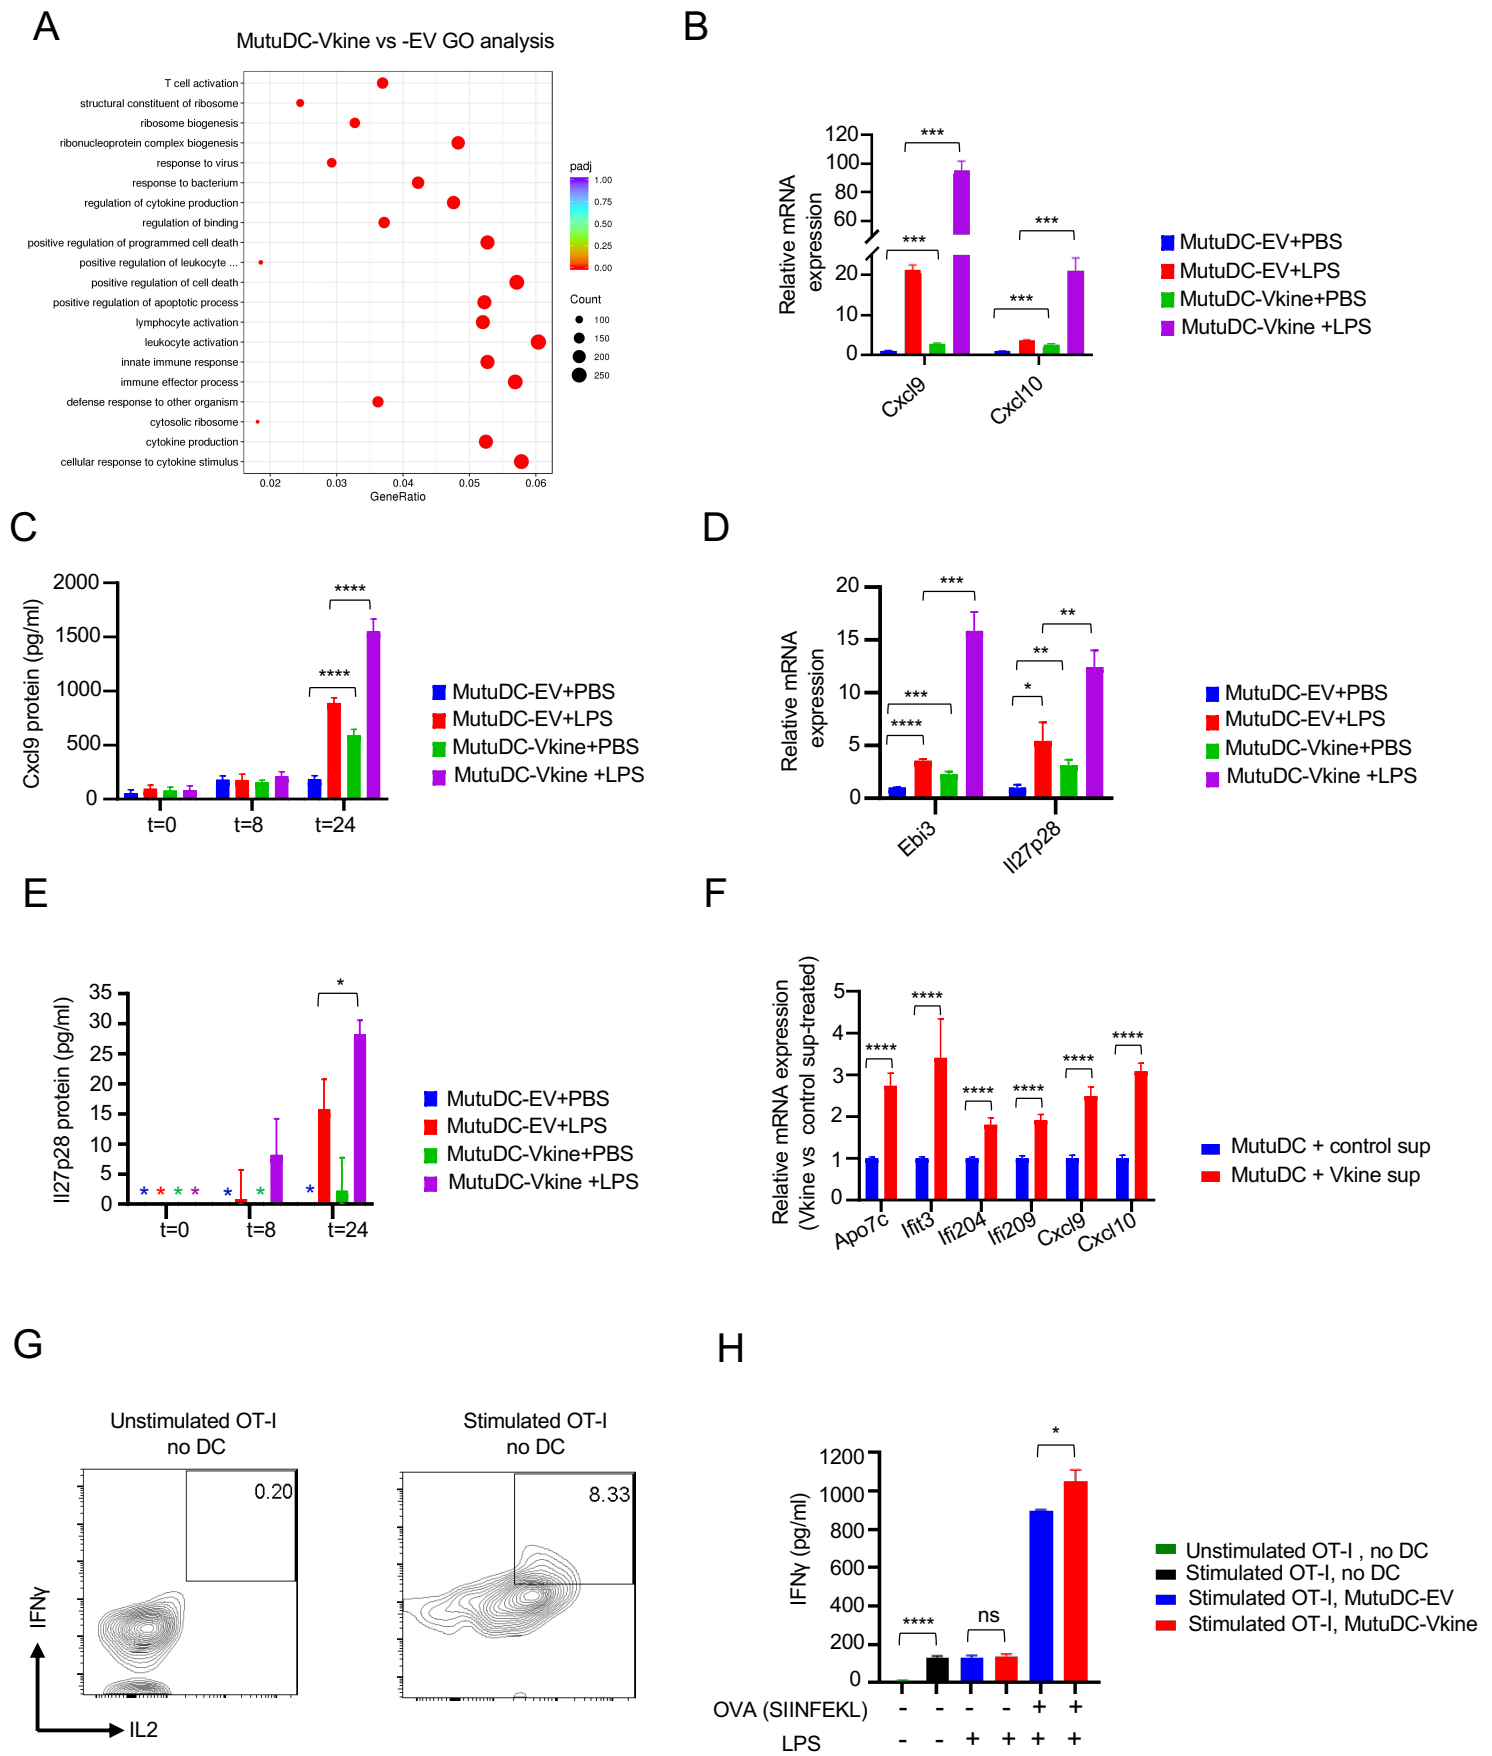 A
MutuDC-Vkine vs -EV GO analysis
T cell activation
structural constituent of ribosome
ribosome biogenesis
ribonucleoprotein complex biogenesis
response to virus
response to bacterium
regulation of cytokine production
regulation of binding
positive regulation of programmed cell death
positive regulation of leukocyte ...
positive regulation of cell death
positive regulation of apoptotic process
lymphocyte activation
leukocyte activation
innate immune response
immune effector process
defense response to other organism
cytosolic ribosome
cytokine production
cellular response to cytokine stimulus
0.02 0.03 0.04 0.05 0.06
GeneRatio
padj
1.00
0.75
0.50
0.25
0.00
Count
100
150
200
250
B
Relative mRNA
expression
120
100
80
60
20
10
0
***
***
***
***
Cxcl9 Cxcl10
MutuDC-EV+PBS
MutuDC-EV+LPS
MutuDC-Vkine+PBS
MutuDC-Vkine +LPS
C
Cxcl9 protein (pg/ml)
2000
1500
1000
500
0
****
****
t=0 t=8 t=24
MutuDC-EV+PBS
MutuDC-EV+LPS
MutuDC-Vkine+PBS
MutuDC-Vkine +LPS
D
Relative mRNA
expression
20
15
10
5
0
***
***
****
**
**
*
Ebi3 Il27p28
MutuDC-EV+PBS
MutuDC-EV+LPS
MutuDC-Vkine+PBS
MutuDC-Vkine +LPS
E
Il27p28 protein (pg/ml)
35
30
25
20
15
10
5
0
*
* * * * * * *
t=0 t=8 t=24
MutuDC-EV+PBS
MutuDC-EV+LPS
MutuDC-Vkine+PBS
MutuDC-Vkine +LPS
F
Relative mRNA expression
(Vkine vs control sup-treated)
5
4
3
2
1
0
**** **** **** **** **** ****
Apo7c Ifit3 Ifi204 Ifi209 Cxcl9 Cxcl10
MutuDC + control sup
MutuDC + Vkine sup
G
Unstimulated OT-I
no DC
0.20
Stimulated OT-I
no DC
8.33
IFNγ
IL2
H
IFNγ (pg/ml)
1200
1000
800
600
400
200
0
****
ns
*
OVA (SIINFEKL) - - - - + +
LPS - - + + + +
Unstimulated OT-I , no DC
Stimulated OT-I, no DC
Stimulated OT-I, MutuDC-EV
Stimulated OT-I, MutuDC-Vkine